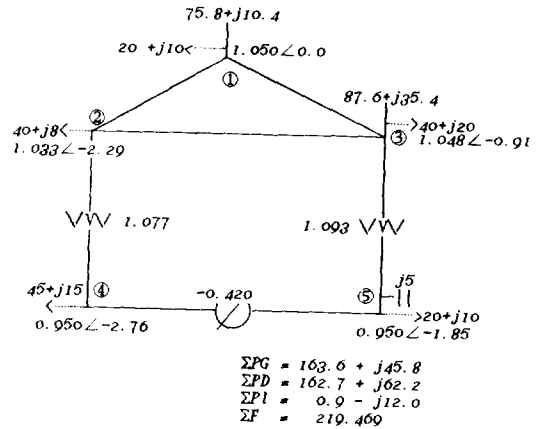 75.8+j10.4
20 +j10
1.050∠0.0
①
87.6+j35.4
②
40+j8
40+j20
③
1.033∠-2.29
1.048∠-0.91
1.077
1.093
j5
45+j15
④
-0.420
⑤
20+j10
0.950∠-2.76
0.950∠-1.85
ΣPG = 163.6 + j45.8
ΣPD = 162.7 + j62.2
ΣPl = 0.9 - j12.0
ΣF = 219.469